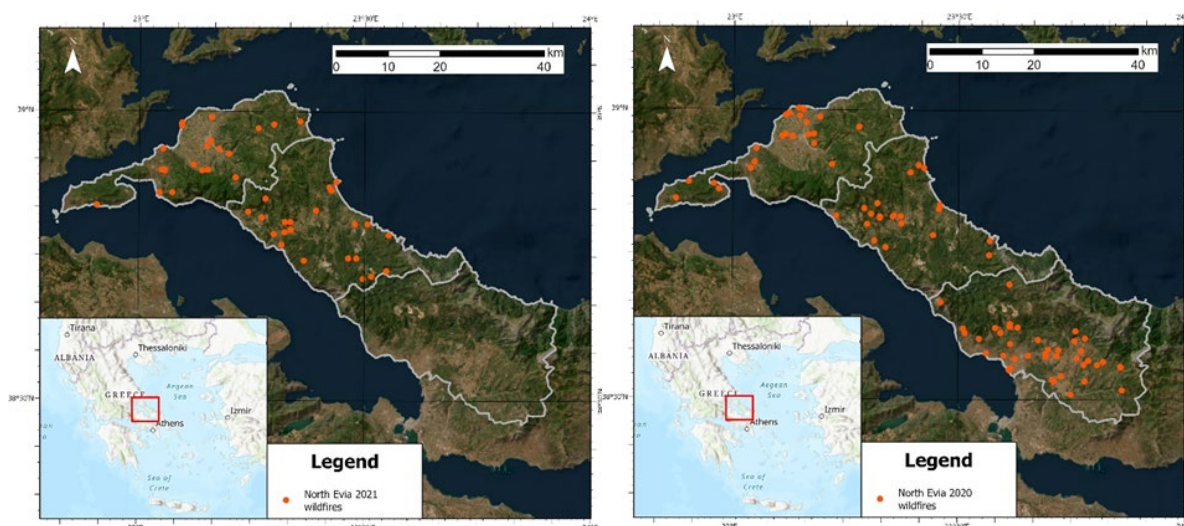 23°E
23°30'E
24°E
km
0 10 20 40
39°N
38°30'N
Tirana
ALBANIA
Thessaloniki
GREECE
Aegean
Sea
Izmir
Athens
Sea of
Crete
Legend
North Evia 2021
wildfires
23°E
23°30'E
km
0 10 20 40
39°N
38°30'N
Tirana
ALBANIA
Thessaloniki
GREECE
Aegean
Sea
Izmir
Athens
Sea of
Crete
Legend
North Evia 2020
wildfires